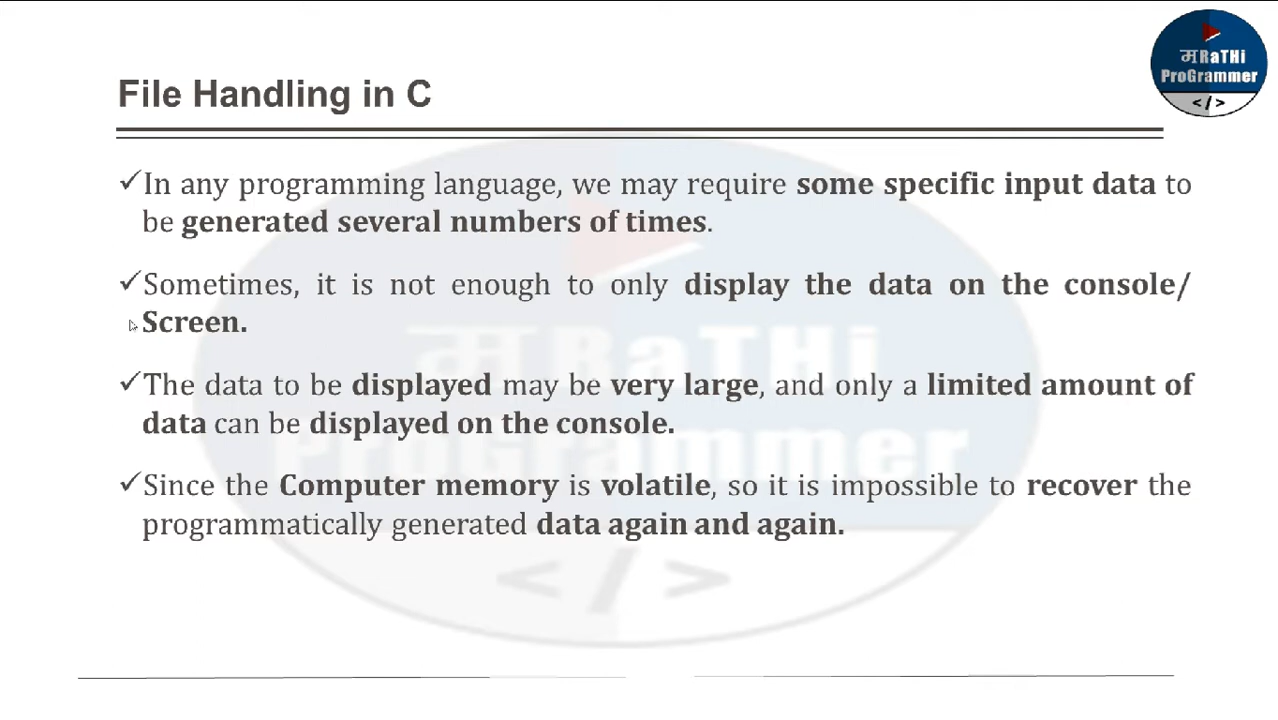 मRaTHi
ProGrammer
</>
File Handling in C
✓In any programming language, we may require some specific input data to
be generated several numbers of times.
✓Sometimes, it is not enough to only display the data on the console/
Screen.
✓The data to be displayed may be very large, and only a limited amount of
data can be displayed on the console.
✓Since the Computer memory is volatile, so it is impossible to recover the
programmatically generated data again and again.
मRaTHi
ProGrammer
</>